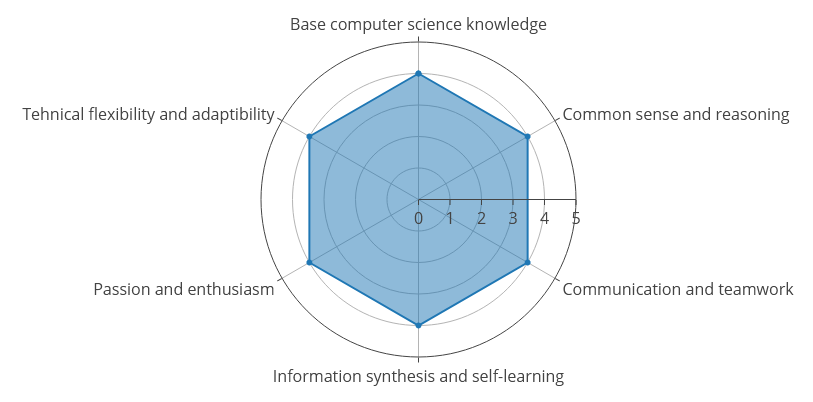 Base computer science knowledge
Tehnical flexibility and adaptibility
Common sense and reasoning
0 1 2 3 4 5
Passion and enthusiasm
Communication and teamwork
Information synthesis and self-learning